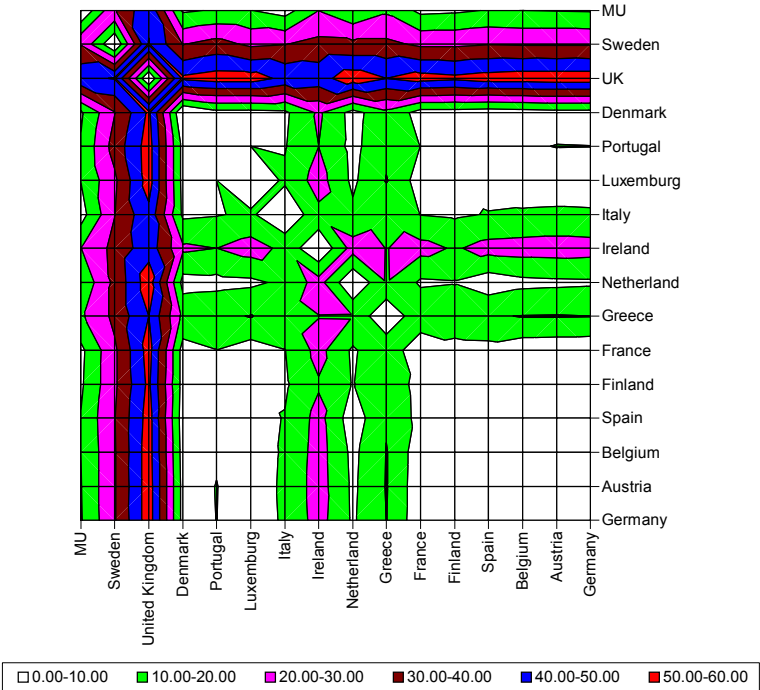 MU
Sweden
UK
Denmark
Portugal
Luxemburg
Italy
Ireland
Netherland
Greece
France
Finland
Spain
Belgium
Austria
Germany
MU
Sweden
United Kingdom
Denmark
Portugal
Luxemburg
Italy
Ireland
Netherland
Greece
France
Finland
Spain
Belgium
Austria
Germany
0.00-10.00 10.00-20.00 20.00-30.00 30.00-40.00 40.00-50.00 50.00-60.00